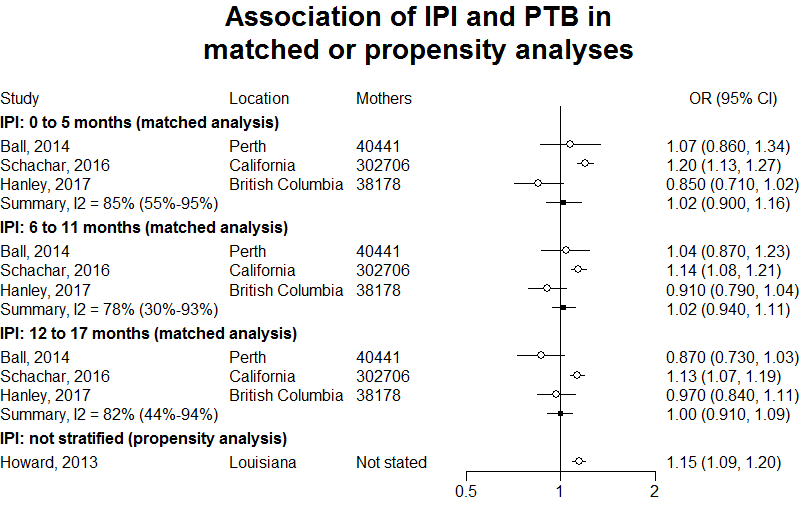 Association of IPI and PTB in
matched or propensity analyses
Study Location Mothers OR (95% CI)
IPI: 0 to 5 months (matched analysis)
Ball, 2014 Perth 40441 1.07 (0.860, 1.34)
Schachar, 2016 California 302706 1.20 (1.13, 1.27)
Hanley, 2017 British Columbia 38178 0.850 (0.710, 1.02)
Summary, I2 = 85% (55%-95%) 1.02 (0.900, 1.16)
IPI: 6 to 11 months (matched analysis)
Ball, 2014 Perth 40441 1.04 (0.870, 1.23)
Schachar, 2016 California 302706 1.14 (1.08, 1.21)
Hanley, 2017 British Columbia 38178 0.910 (0.790, 1.04)
Summary, I2 = 78% (30%-93%) 1.02 (0.940, 1.11)
IPI: 12 to 17 months (matched analysis)
Ball, 2014 Perth 40441 0.870 (0.730, 1.03)
Schachar, 2016 California 302706 1.13 (1.07, 1.19)
Hanley, 2017 British Columbia 38178 0.970 (0.840, 1.11)
Summary, I2 = 82% (44%-94%) 1.00 (0.910, 1.09)
IPI: not stratified (propensity analysis)
Howard, 2013 Louisiana Not stated 1.15 (1.09, 1.20)
0.5 1 2